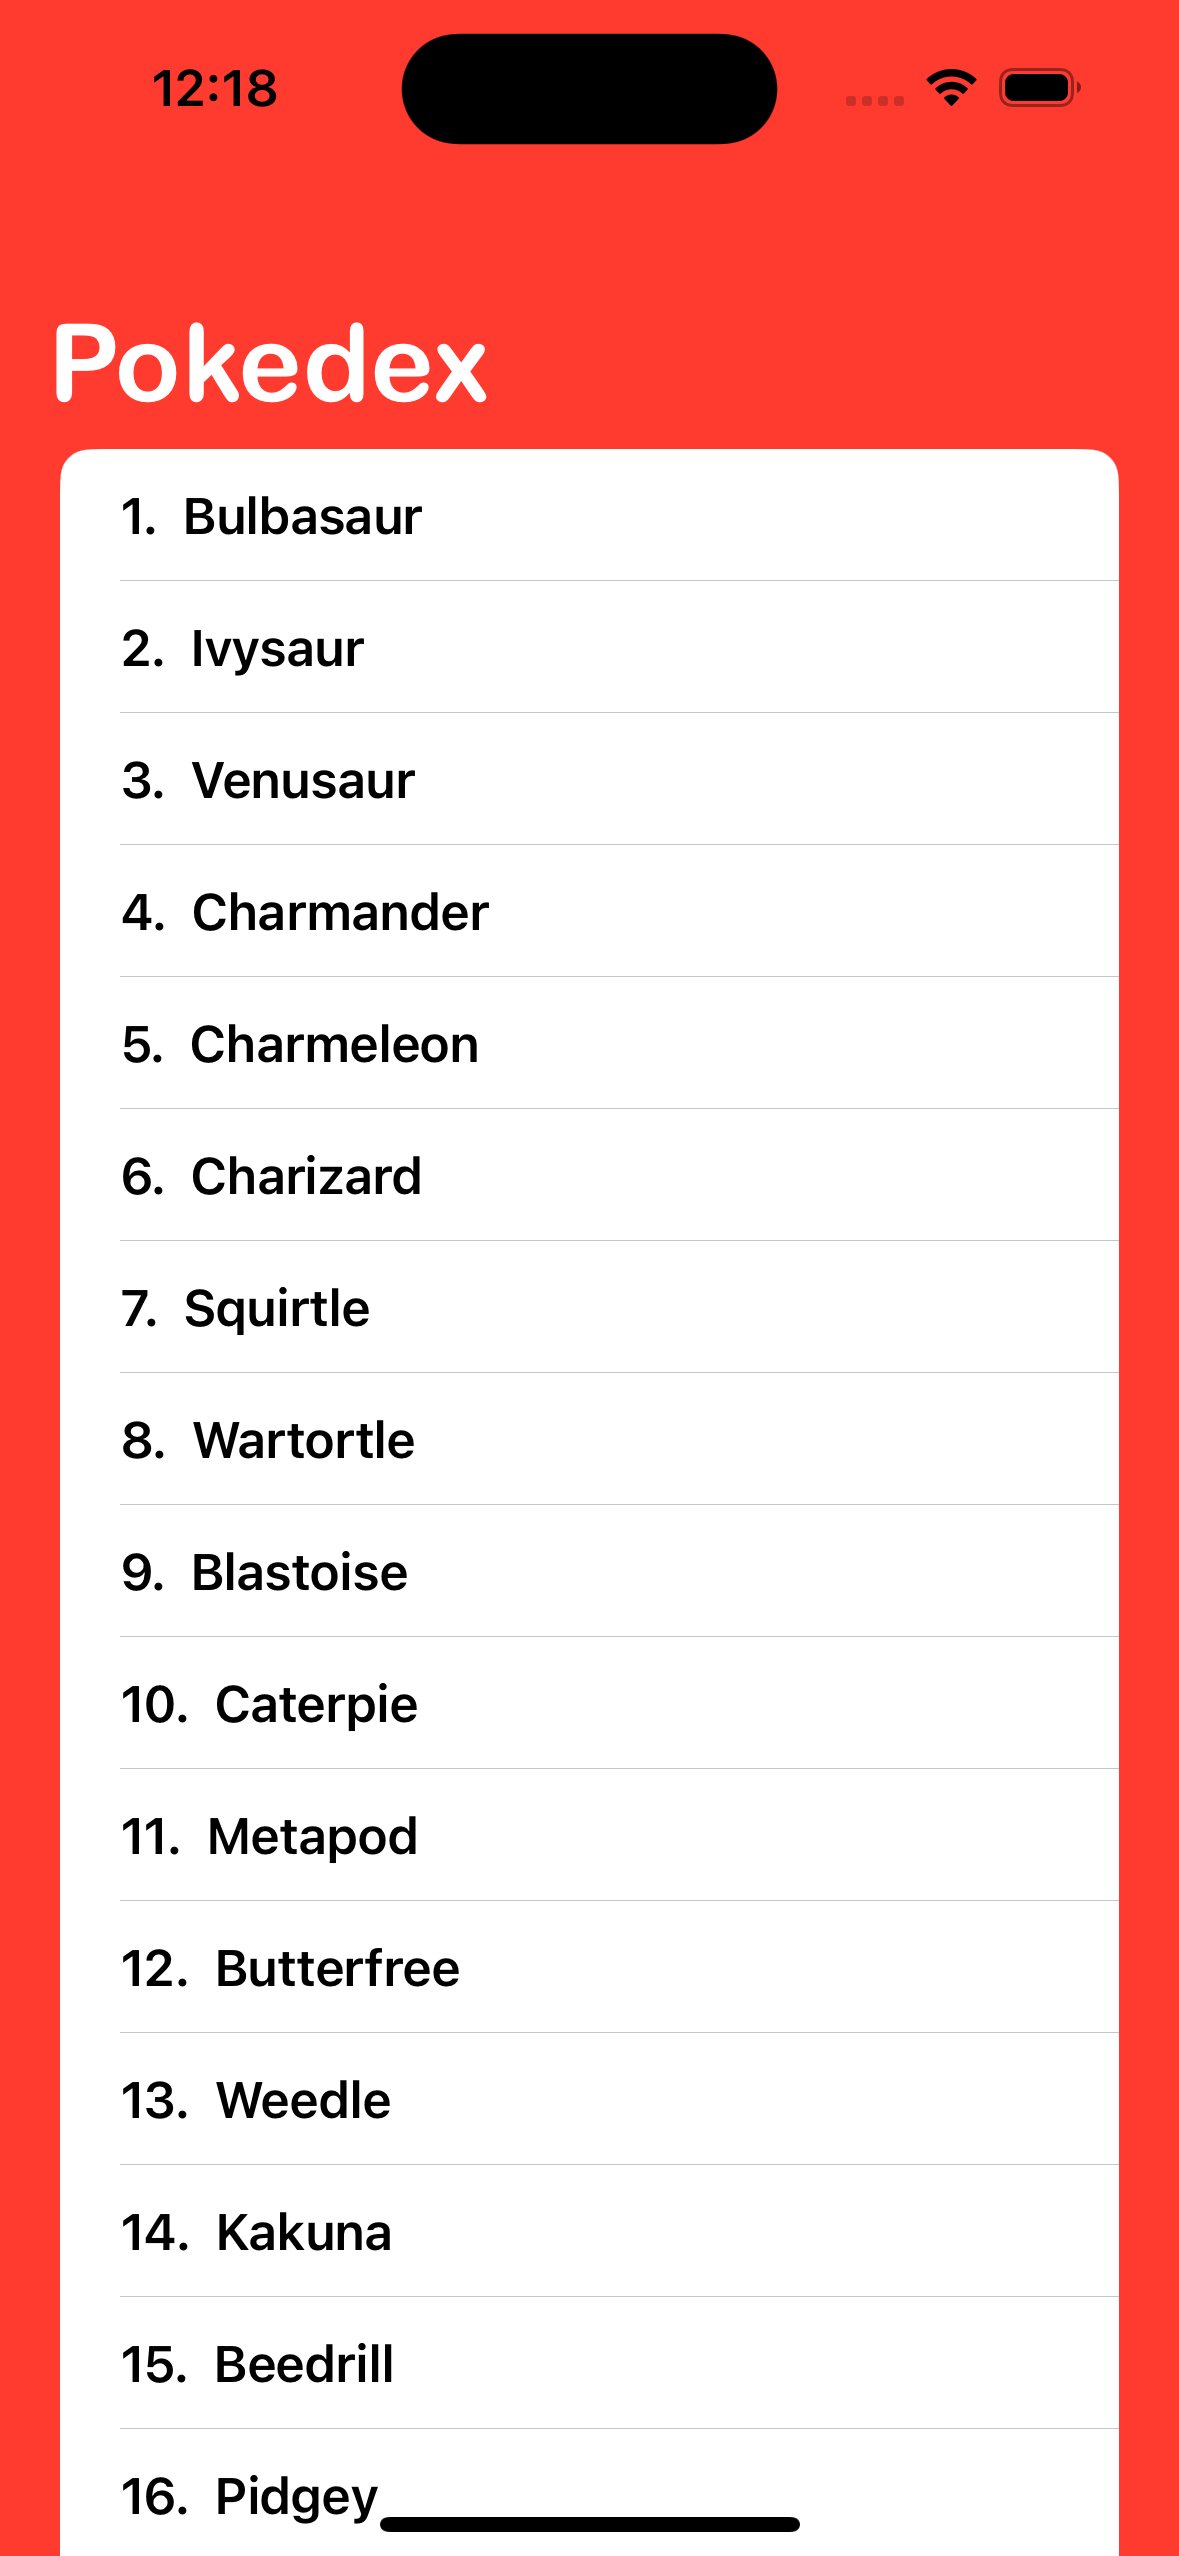 12:18
Pokedex
1. Bulbasaur
2. Ivysaur
3. Venusaur
4. Charmander
5. Charmeleon
6. Charizard
7. Squirtle
8. Wartortle
9. Blastoise
10. Caterpie
11. Metapod
12. Butterfree
13. Weedle
14. Kakuna
15. Beedrill
16. Pidgey